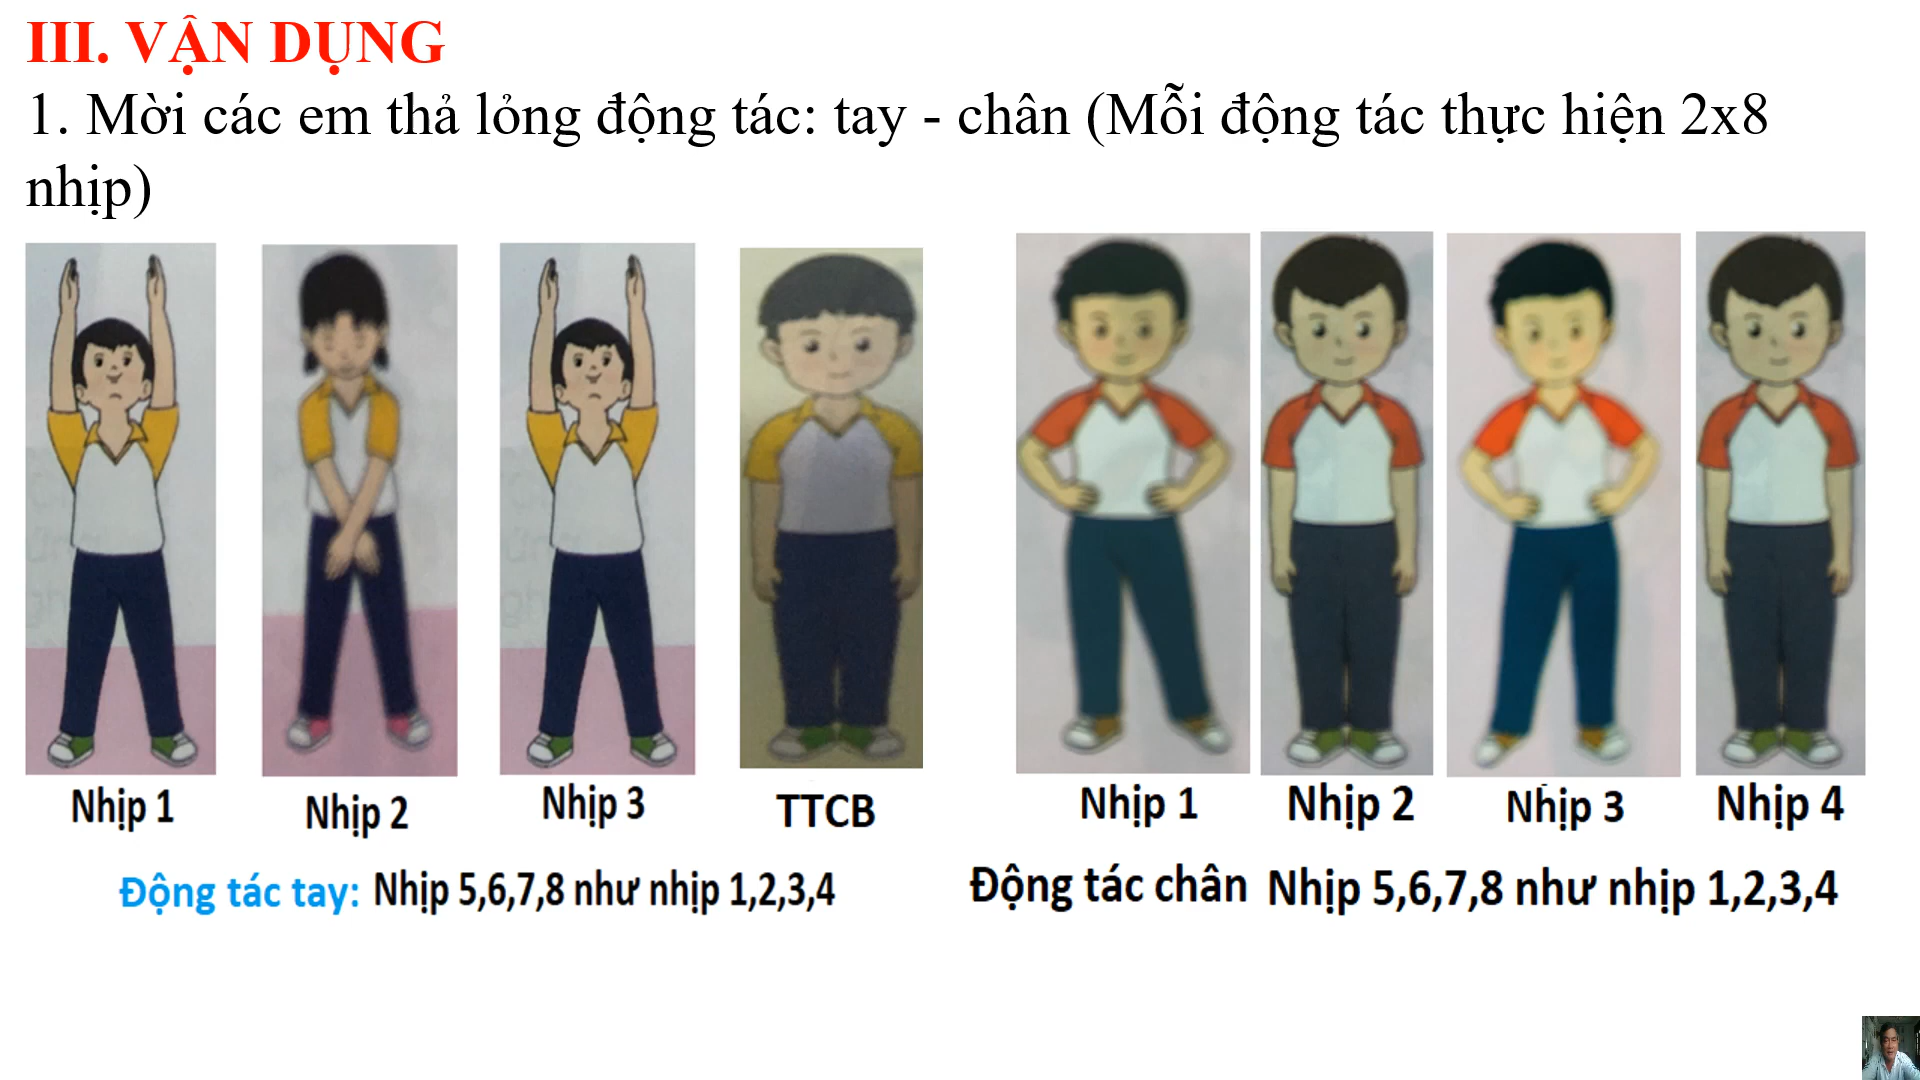 III. VẬN DỤNG
1. Mời các em thả lỏng động tác: tay - chân (Mỗi động tác thực hiện 2x8
nhịp)
Nhịp 1
Nhịp 2
Nhịp 3
TTCB
Nhịp 1
Nhịp 2
Nhịp 3
Nhịp 4
Động tác tay: Nhịp 5,6,7,8 như nhịp 1,2,3,4
Động tác chân Nhịp 5,6,7,8 như nhịp 1,2,3,4